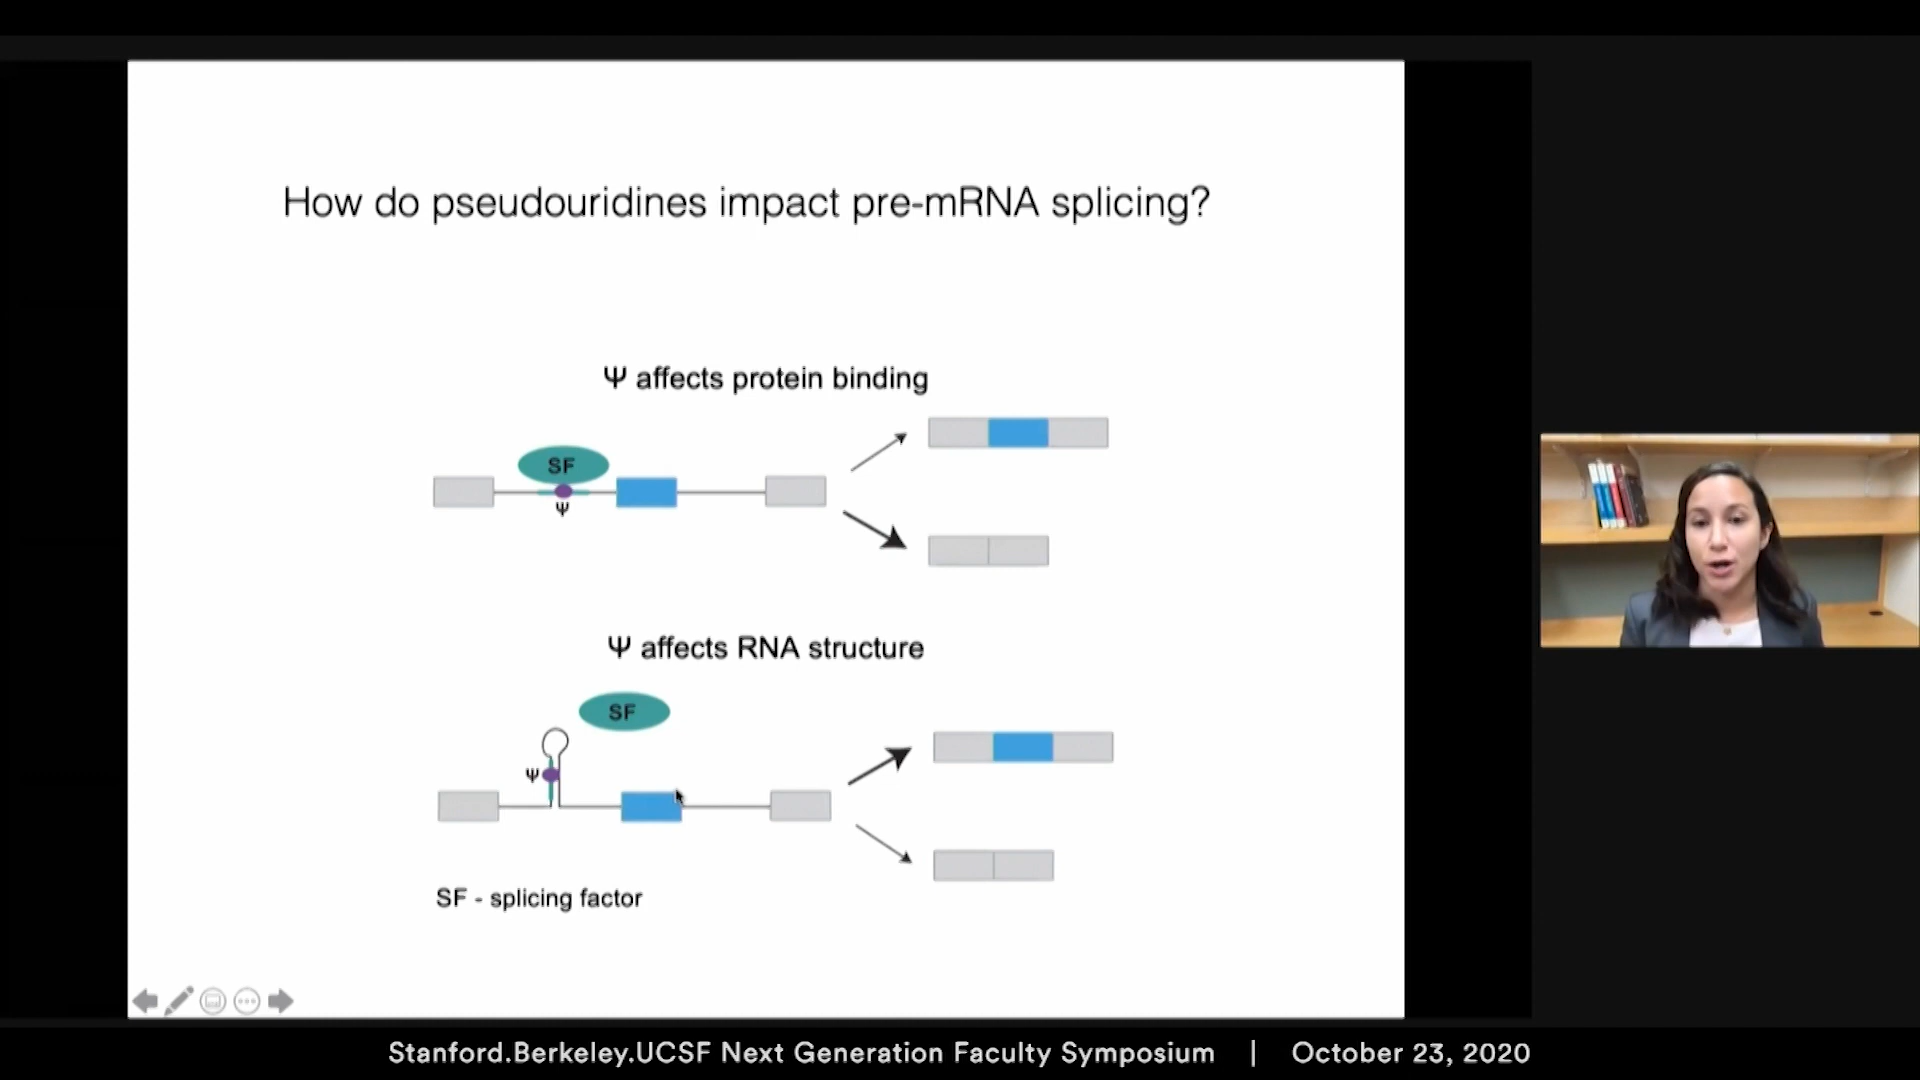 How do pseudouridines impact pre-mRNA splicing?
Ψ affects protein binding
SF
Ψ
Ψ affects RNA structure
SF
Ψ
SF - splicing factor
Stanford.Berkeley.UCSF Next Generation Faculty Symposium | October 23, 2020